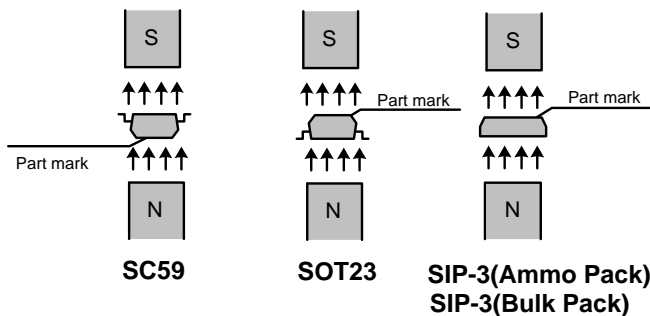 S
S
S
Part mark
Part mark
Part mark
N
N
N
SC59
SOT23
SIP-3(Ammo Pack)
SIP-3(Bulk Pack)